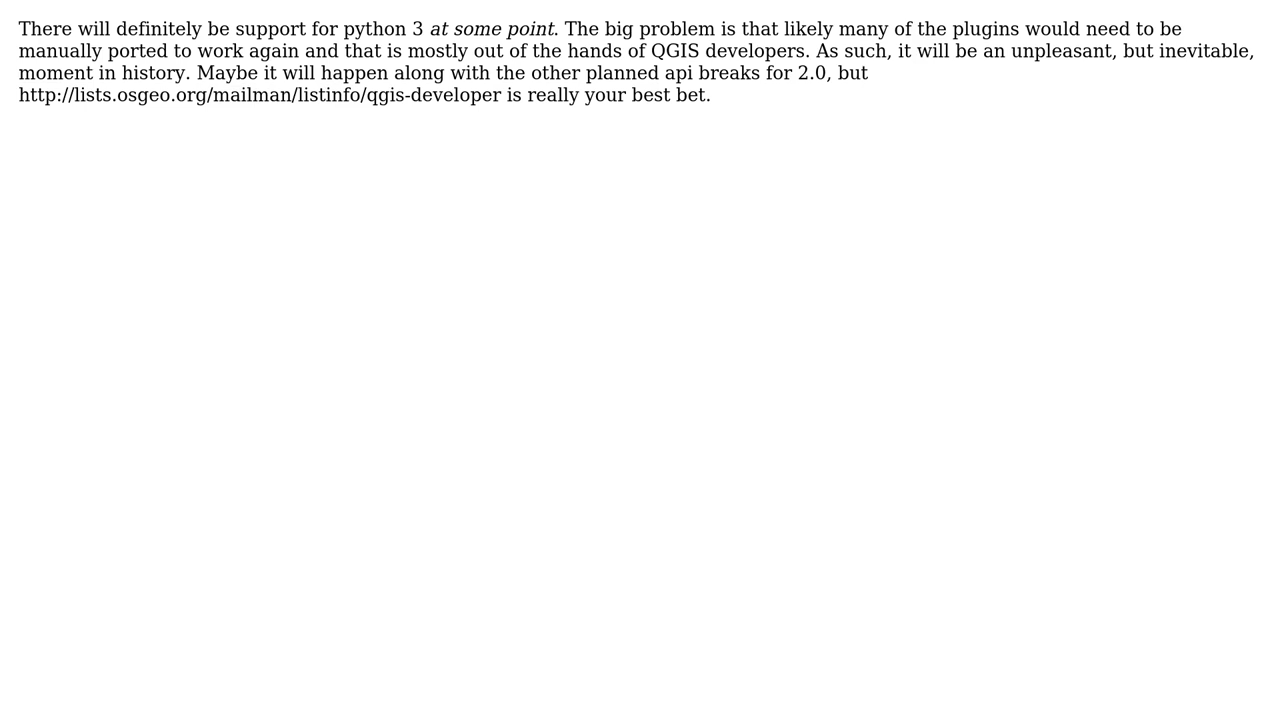 There will definitely be support for python 3 at some point. The big problem is that likely many of the plugins would need to be
manually ported to work again and that is mostly out of the hands of QGIS developers. As such, it will be an unpleasant, but inevitable,
moment in history. Maybe it will happen along with the other planned api breaks for 2.0, but
http://lists.osgeo.org/mailman/listinfo/qgis-developer is really your best bet.